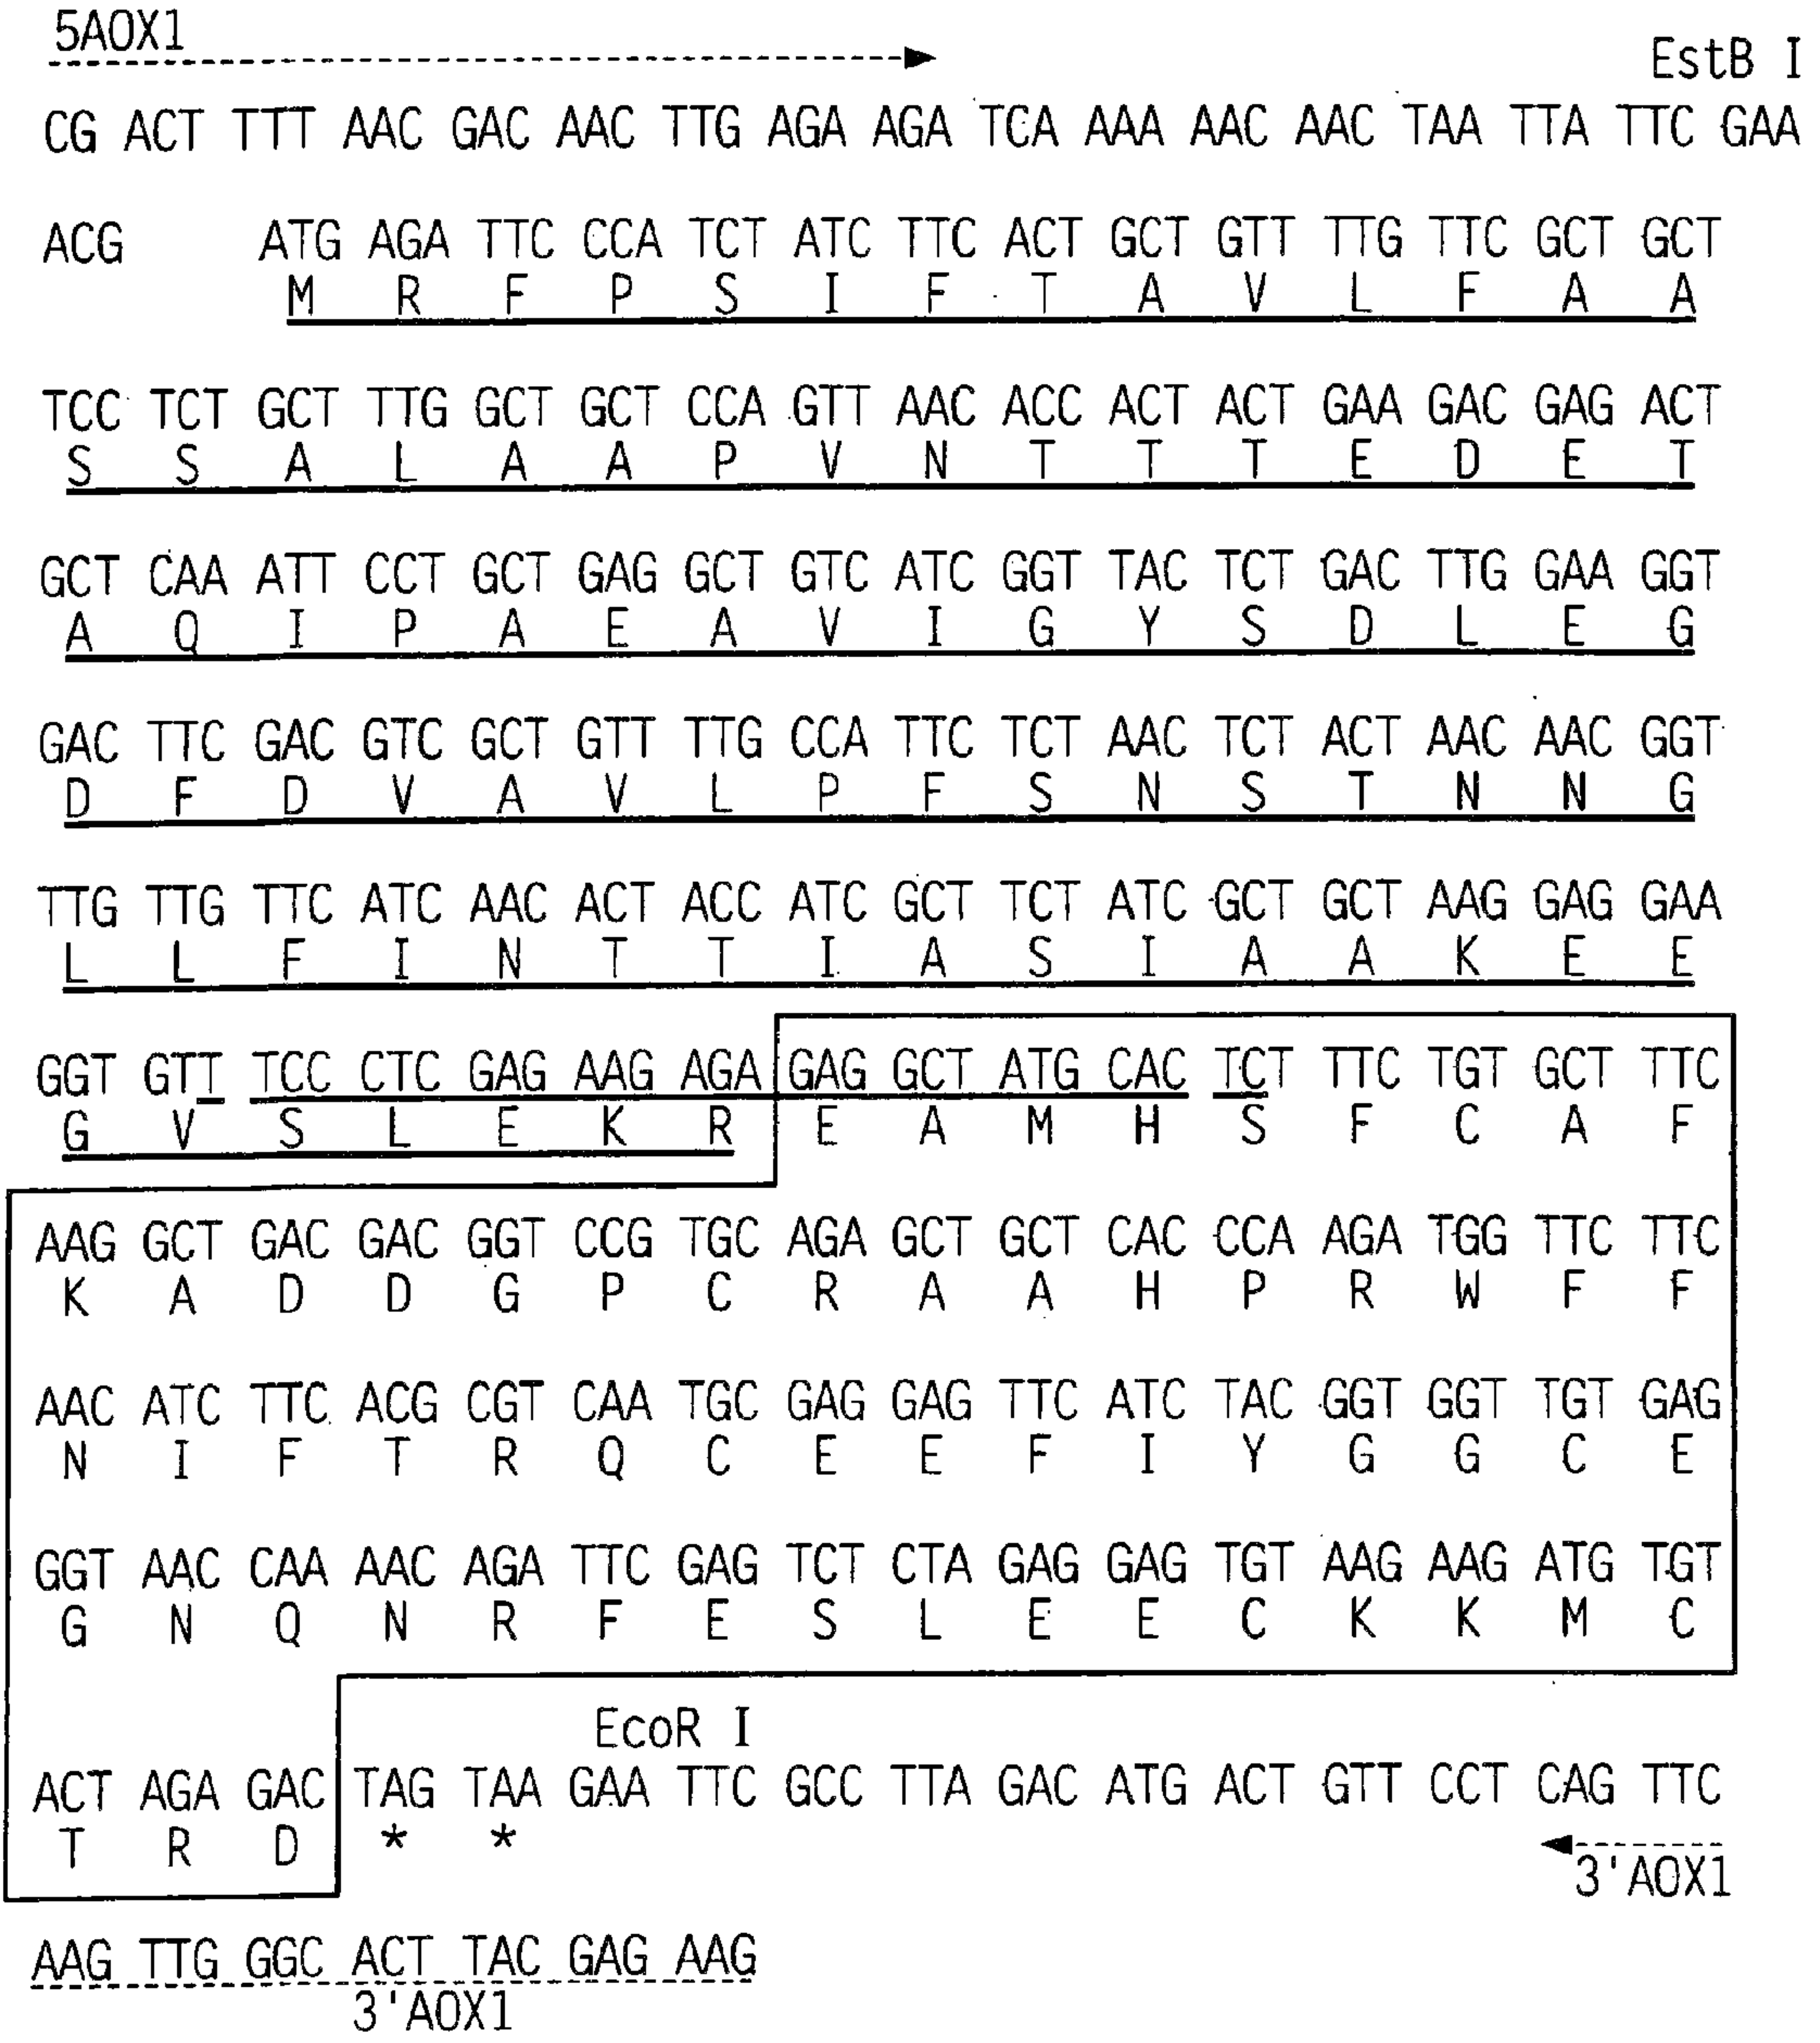 5AOX1
EstB I
CG ACT TTT AAC GAC AAC TTG AGA AGA TCA AAA AAC AAC TAA TTA TTC GAA
ACG ATG AGA TTC CCA TCT ATC TTC ACT GCT GTT TTG TTC GCT GCT
M R F P S I F T A V L F A A
TCC TCT GCT TTG GCT GCT CCA GTT AAC ACC ACT ACT GAA GAC GAG ACT
S S A L A A P V N T T T E D E T
GCT CAA ATT CCT GCT GAG GCT GTC ATC GGT TAC TCT GAC TTG GAA GGT
A Q I P A E A V I G Y S D L E G
GAC TTC GAC GTC GCT GTT TTG CCA TTC TCT AAC TCT ACT AAC AAC GGT
D F D V A V L P F S N S T N N G
TTG TTG TTC ATC AAC ACT ACC ATC GCT TCT ATC GCT GCT AAG GAG GAA
L L F I N T T I A S I A A K E E
GGT GTT TCC CTC GAG AAG AGA GAG GCT ATG CAC TCT TTC TGT GCT TTC
G V S L E K R E A M H S F C A F
AAG GCT GAC GAC GGT CCG TGC AGA GCT GCT CAC CCA AGA TGG TTC TTC
K A D D G P C R A A H P R W F F
AAC ATC TTC ACG CGT CAA TGC GAG GAG TTC ATC TAC GGT GGT TGT GAG
N I F T R Q C E E F I Y G G C E
GGT AAC CAA AAC AGA TTC GAG TCT CTA GAG GAG TGT AAG AAG ATG TGT
G N Q N R F E S L E E C K K M C
EcoR I
ACT AGA GAC TAG TAA GAA TTC GCC TTA GAC ATG ACT GTT CCT CAG TTC
T R D * *
3'AOX1
AAG TTG GGC ACT TAC GAG AAG
3'AOX1